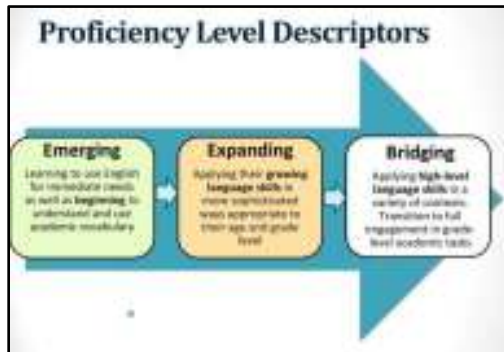 Proficiency Level Descriptors
Emerging
Learning to use English
for immediate needs
as well as beginning to
understand and use
academic vocabulary
Expanding
Applying their growing
language skills in
more sophisticated
ways appropriate to
their age and grade
level
Bridging
Applying high-level
language skills in a
variety of contexts.
Transition to full
engagement in grade
level academic tasks